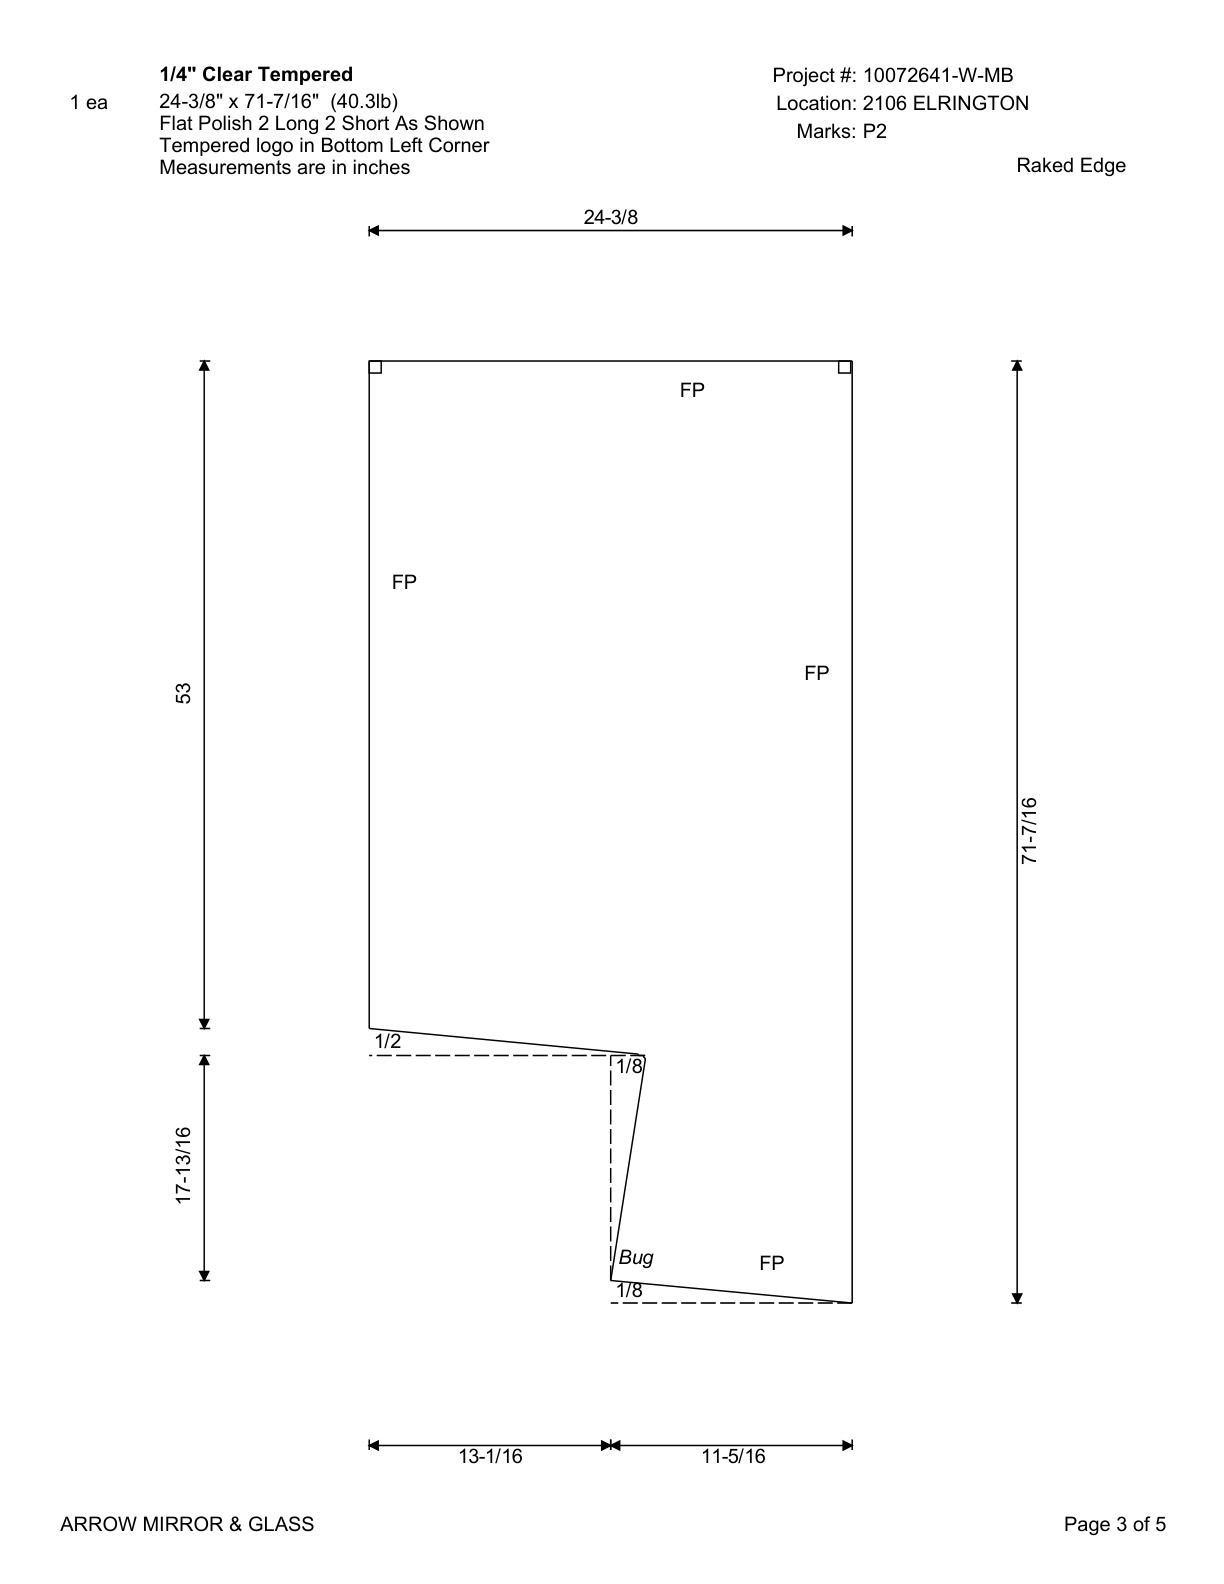 1/4" Clear Tempered
1 ea
24-3/8" x 71-7/16" (40.3lb)
Flat Polish 2 Long 2 Short As Shown
Tempered logo in Bottom Left Corner
Measurements are in inches
Project #: 10072641-W-MB
Location: 2106 ELRINGTON
Marks: P2
Raked Edge
24-3/8
FP
FP
FP
53
71-7/16
1/2
1/8
17-13/16
Bug
FP
1/8
13-1/16
11-5/16
ARROW MIRROR & GLASS
Page 3 of 5